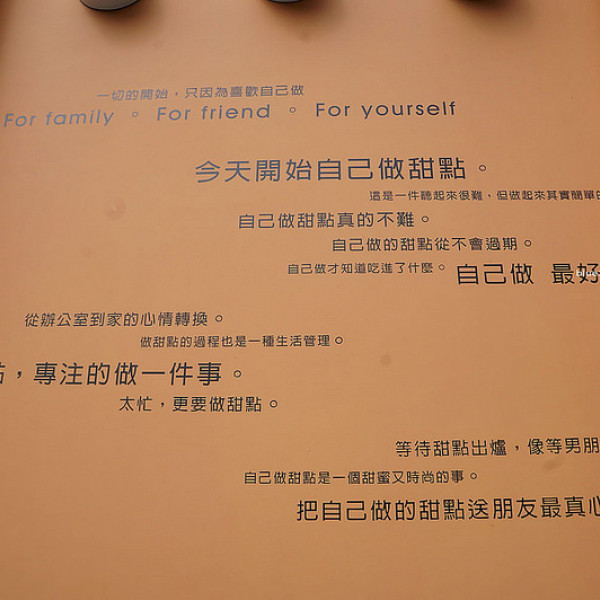 一切的開始，只因為喜歡自己做
For family 。 For friend 。 For yourself
今天開始自己做甜點。
這是一件聽起來很難，但做起來其實簡單的
自己做甜點真的不難。
自己做的甜點從不會過期。
自己做才知道吃進了什麼。自己做 最好
從辦公室到家的心情轉換。
做甜點的過程也是一種生活管理。
，專注的做一件事。
太忙，更要做甜點。
等待甜點出爐，像等男朋
自己做甜點是一個甜蜜又時尚的事。
把自己做的甜點送朋友最真心